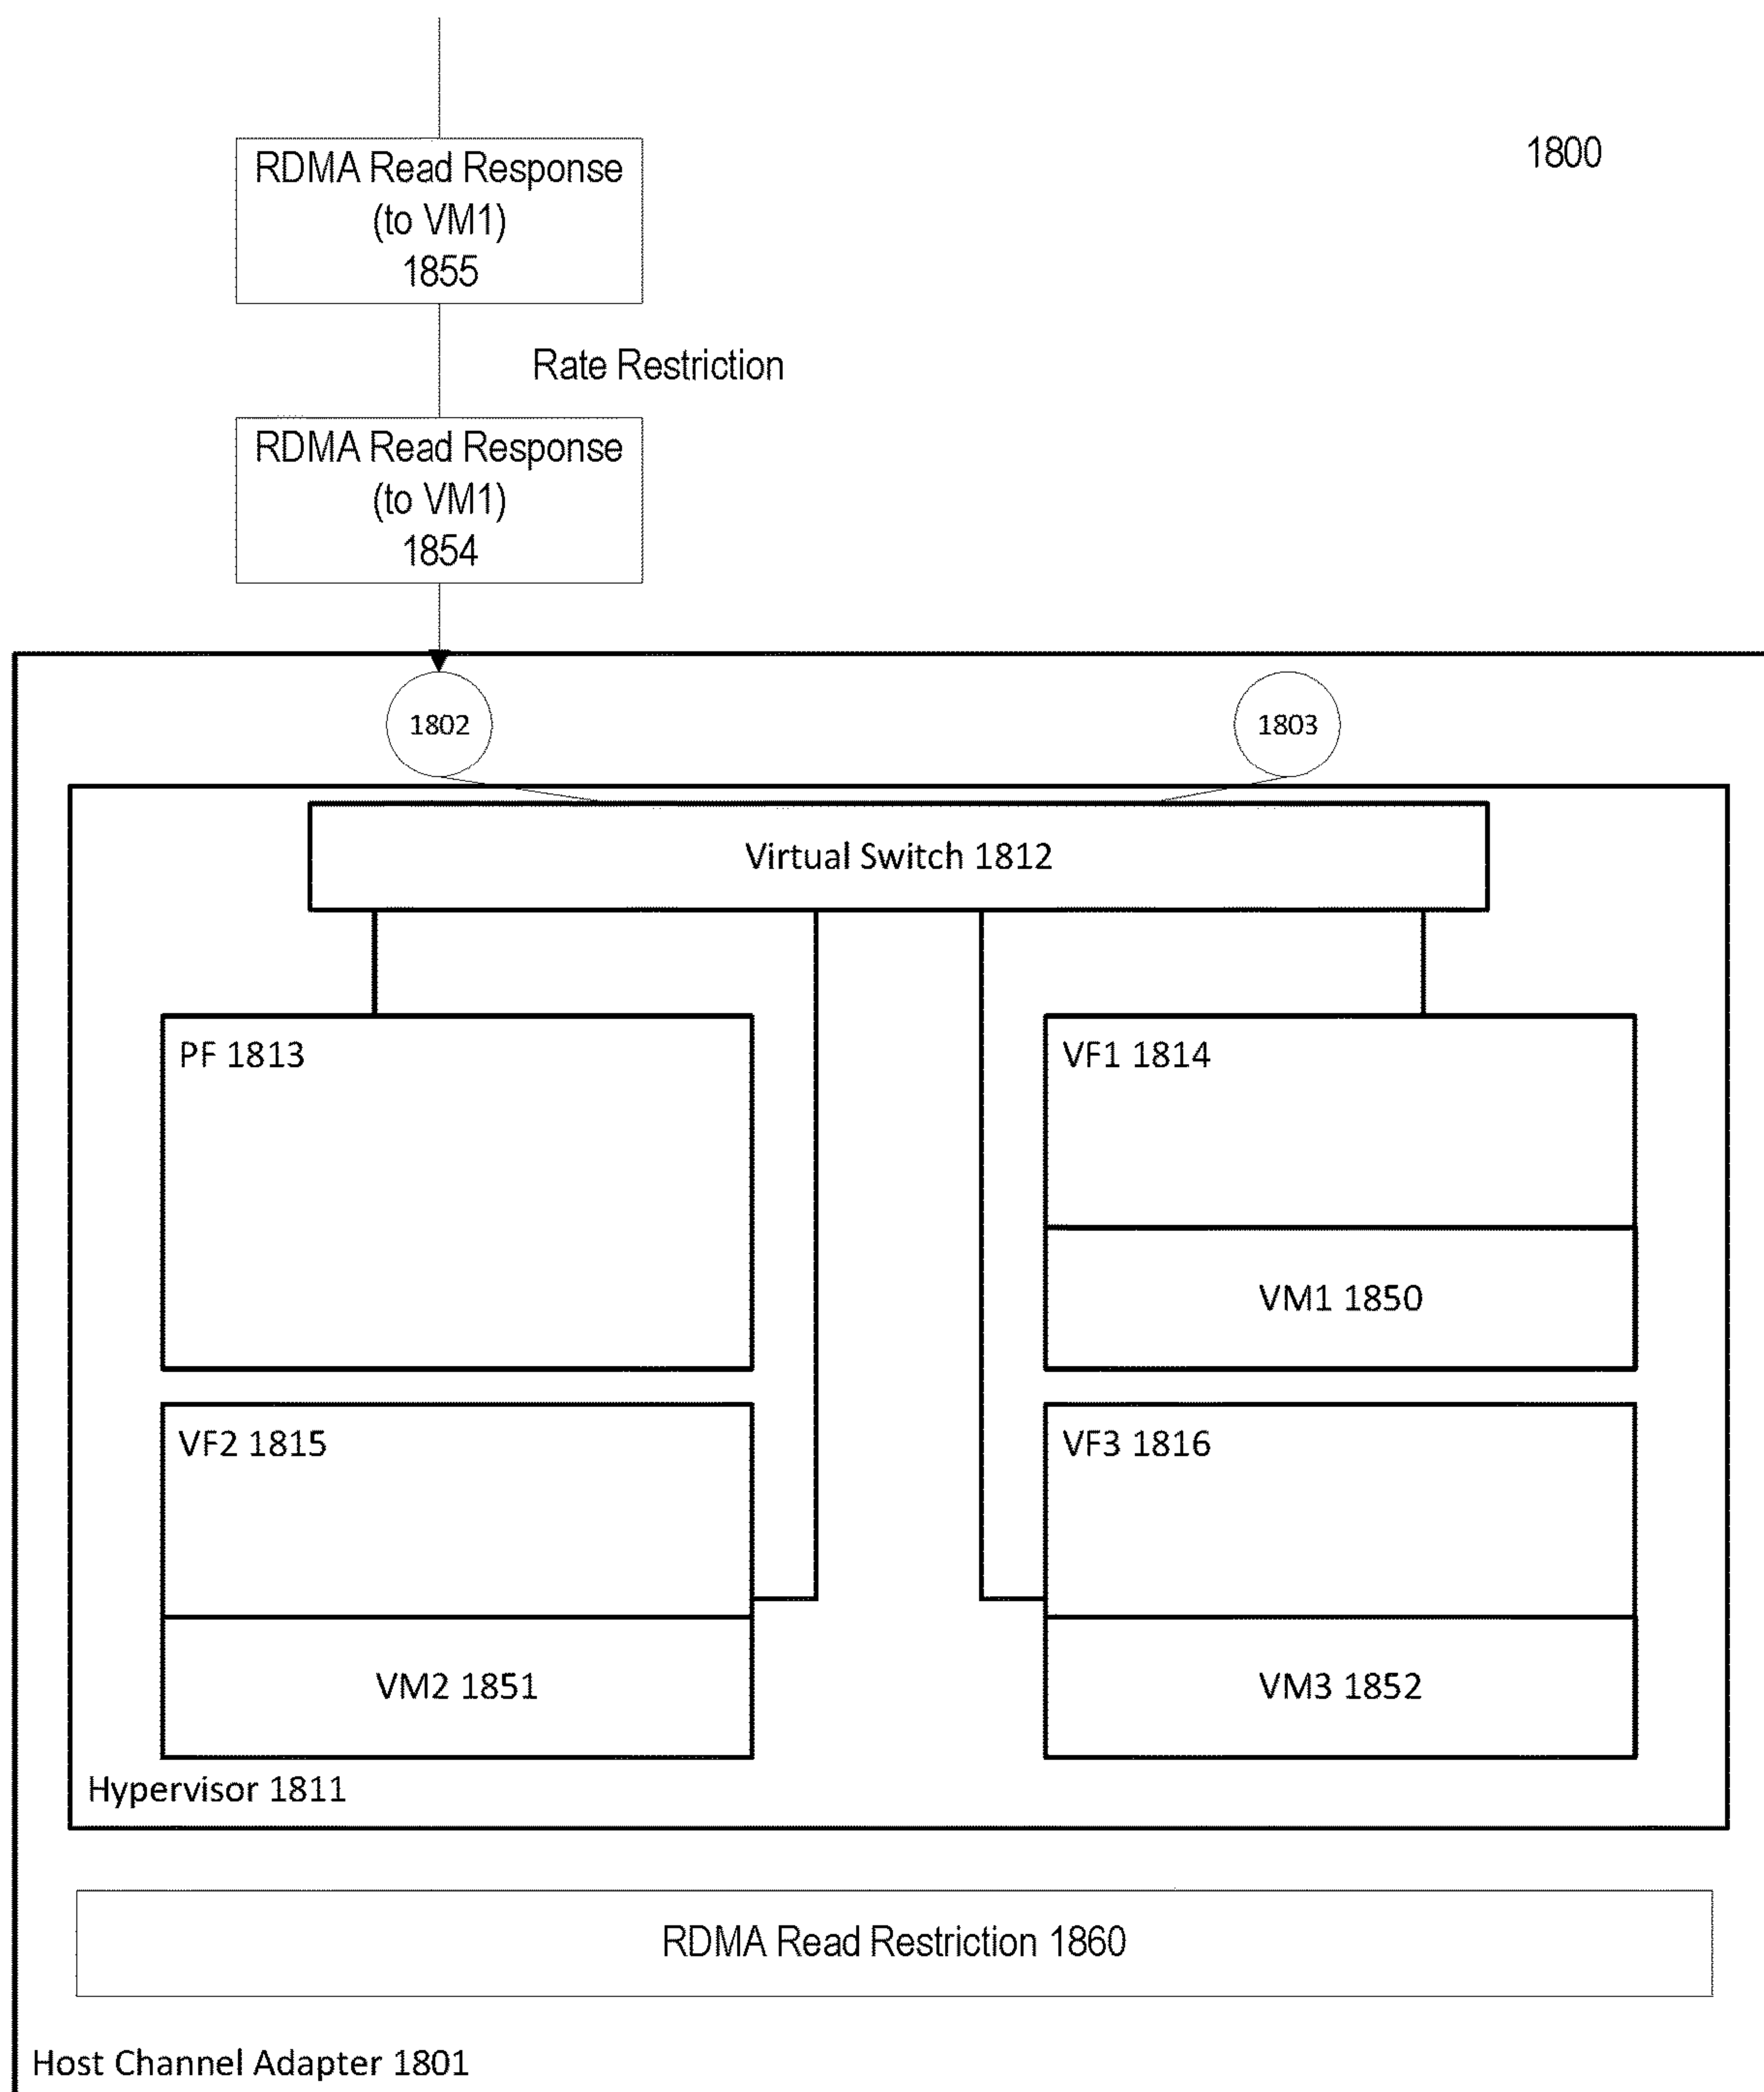 1800
RDMA Read Response
(to VM1)
1855
Rate Restriction
RDMA Read Response
(to VM1)
1854
1802
1803
Virtual Switch 1812
PF 1813
VF1 1814
VM1 1850
VF2 1815
VF3 1816
VM2 1851
VM3 1852
Hypervisor 1811
RDMA Read Restriction 1860
Host Channel Adapter 1801